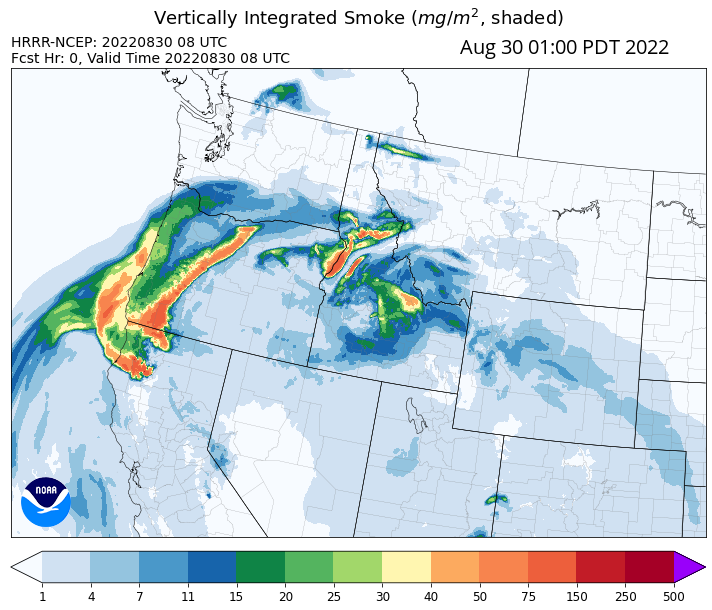 Vertically Integrated Smoke (mg/m², shaded)
HRRR-NCEP: 20220830 08 UTC
Fcst Hr: 0, Valid Time 20220830 08 UTC
Aug 30 01:00 PDT 2022
NOAA
1 4 7 11 15 20 25 30 40 50 75 150 250 500